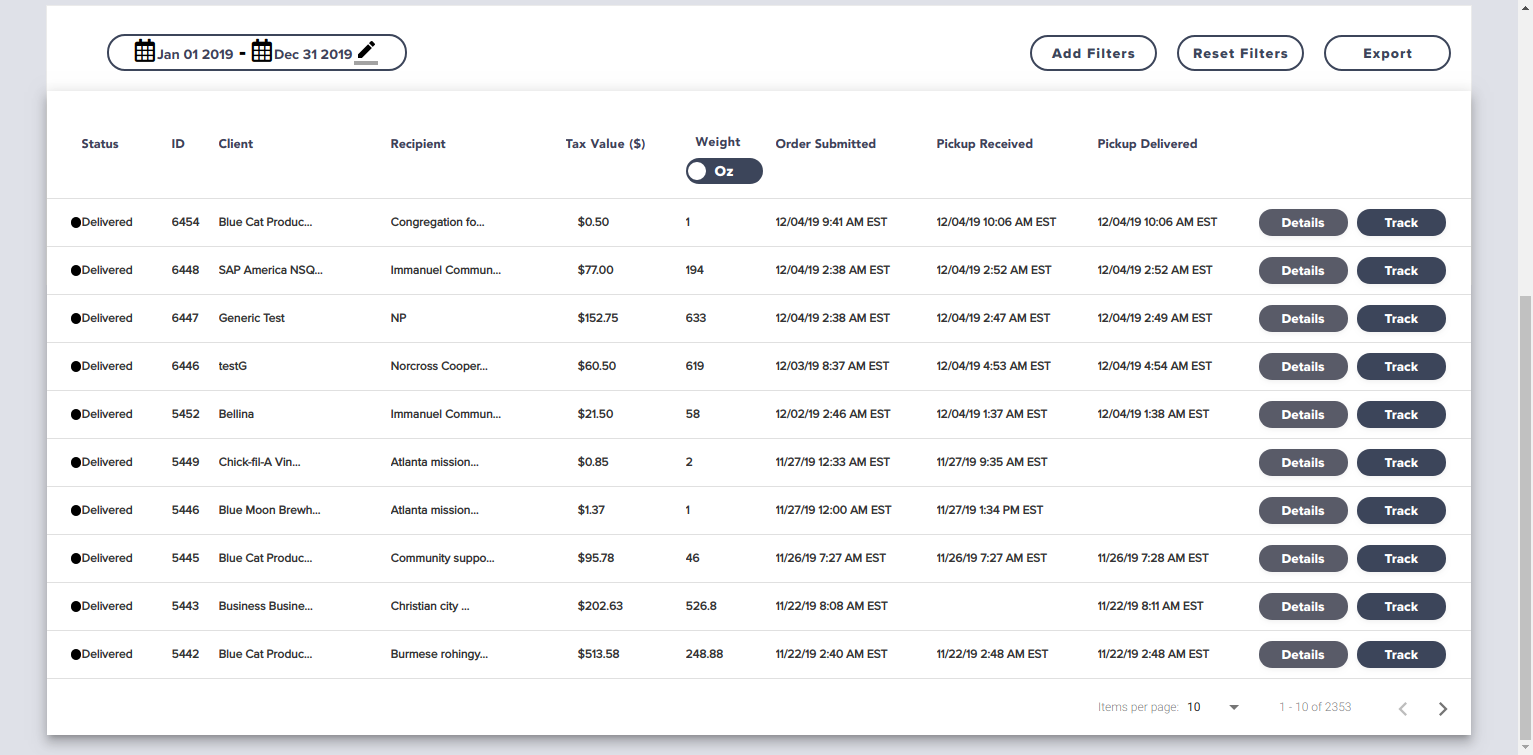 Jan 01 2019 - Dec 31 2019 Add Filters Reset Filters Export
Status ID Client Recipient Tax Value ($) Weight Order Submitted Pickup Received Pickup Delivered
Oz
Delivered 6454 Blue Cat Produc... Congregation fo... $0.50 1 12/04/19 9:41 AM EST 12/04/19 10:06 AM EST 12/04/19 10:06 AM EST Details Track
Delivered 6448 SAP America NSQ... Immanuel Commun... $77.00 194 12/04/19 2:38 AM EST 12/04/19 2:52 AM EST 12/04/19 2:52 AM EST Details Track
Delivered 6447 Generic Test NP $152.75 633 12/04/19 2:38 AM EST 12/04/19 2:47 AM EST 12/04/19 2:49 AM EST Details Track
Delivered 6446 testG Norcross Cooper... $60.50 619 12/03/19 8:37 AM EST 12/04/19 4:53 AM EST 12/04/19 4:54 AM EST Details Track
Delivered 5452 Bellina Immanuel Commun... $21.50 58 12/02/19 2:46 AM EST 12/04/19 1:37 AM EST 12/04/19 1:38 AM EST Details Track
Delivered 5449 Chick-fil-A Vin... Atlanta mission... $0.85 2 11/27/19 12:33 AM EST 11/27/19 9:35 AM EST Details Track
Delivered 5446 Blue Moon Brewh... Atlanta mission... $1.37 1 11/27/19 12:00 AM EST 11/27/19 1:34 PM EST Details Track
Delivered 5445 Blue Cat Produc... Community suppo... $95.78 46 11/26/19 7:27 AM EST 11/26/19 7:27 AM EST 11/26/19 7:28 AM EST Details Track
Delivered 5443 Business Busine... Christian city ... $202.63 526.8 11/22/19 8:08 AM EST 11/22/19 8:11 AM EST Details Track
Delivered 5442 Blue Cat Produc... Burmese rohingy... $513.58 248.88 11/22/19 2:40 AM EST 11/22/19 2:48 AM EST 11/22/19 2:48 AM EST Details Track
Items per page: 10 1 - 10 of 2353